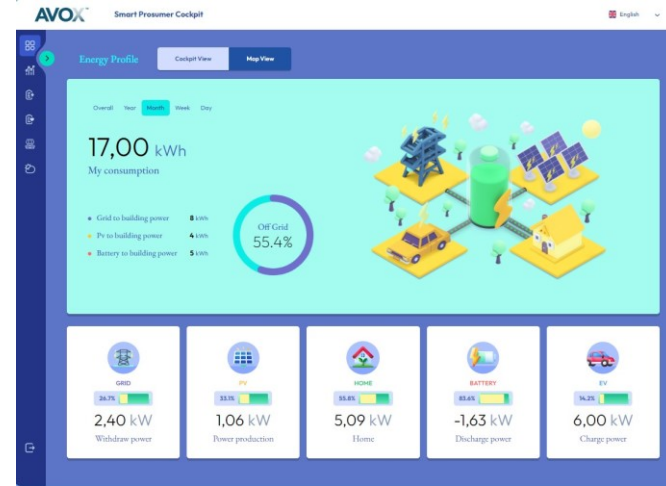 AVOX™ Smart Prosumer Cockpit English
Energy Profile Cockpit View Map View
Overall Year Month Week Day
17,00 kWh
My consumption
Grid to building power 8 kWh
Pv to building power 4 kWh
Battery to building power 5 kWh
Off Grid
55.4%
GRID
26.7%
2,40 kW
Withdraw power
PV
33.1%
1,06 kW
Power production
HOME
55.8%
5,09 kW
Home
BATTERY
83.6%
-1,63 kW
Discharge power
EV
14.2%
6,00 kW
Charge power